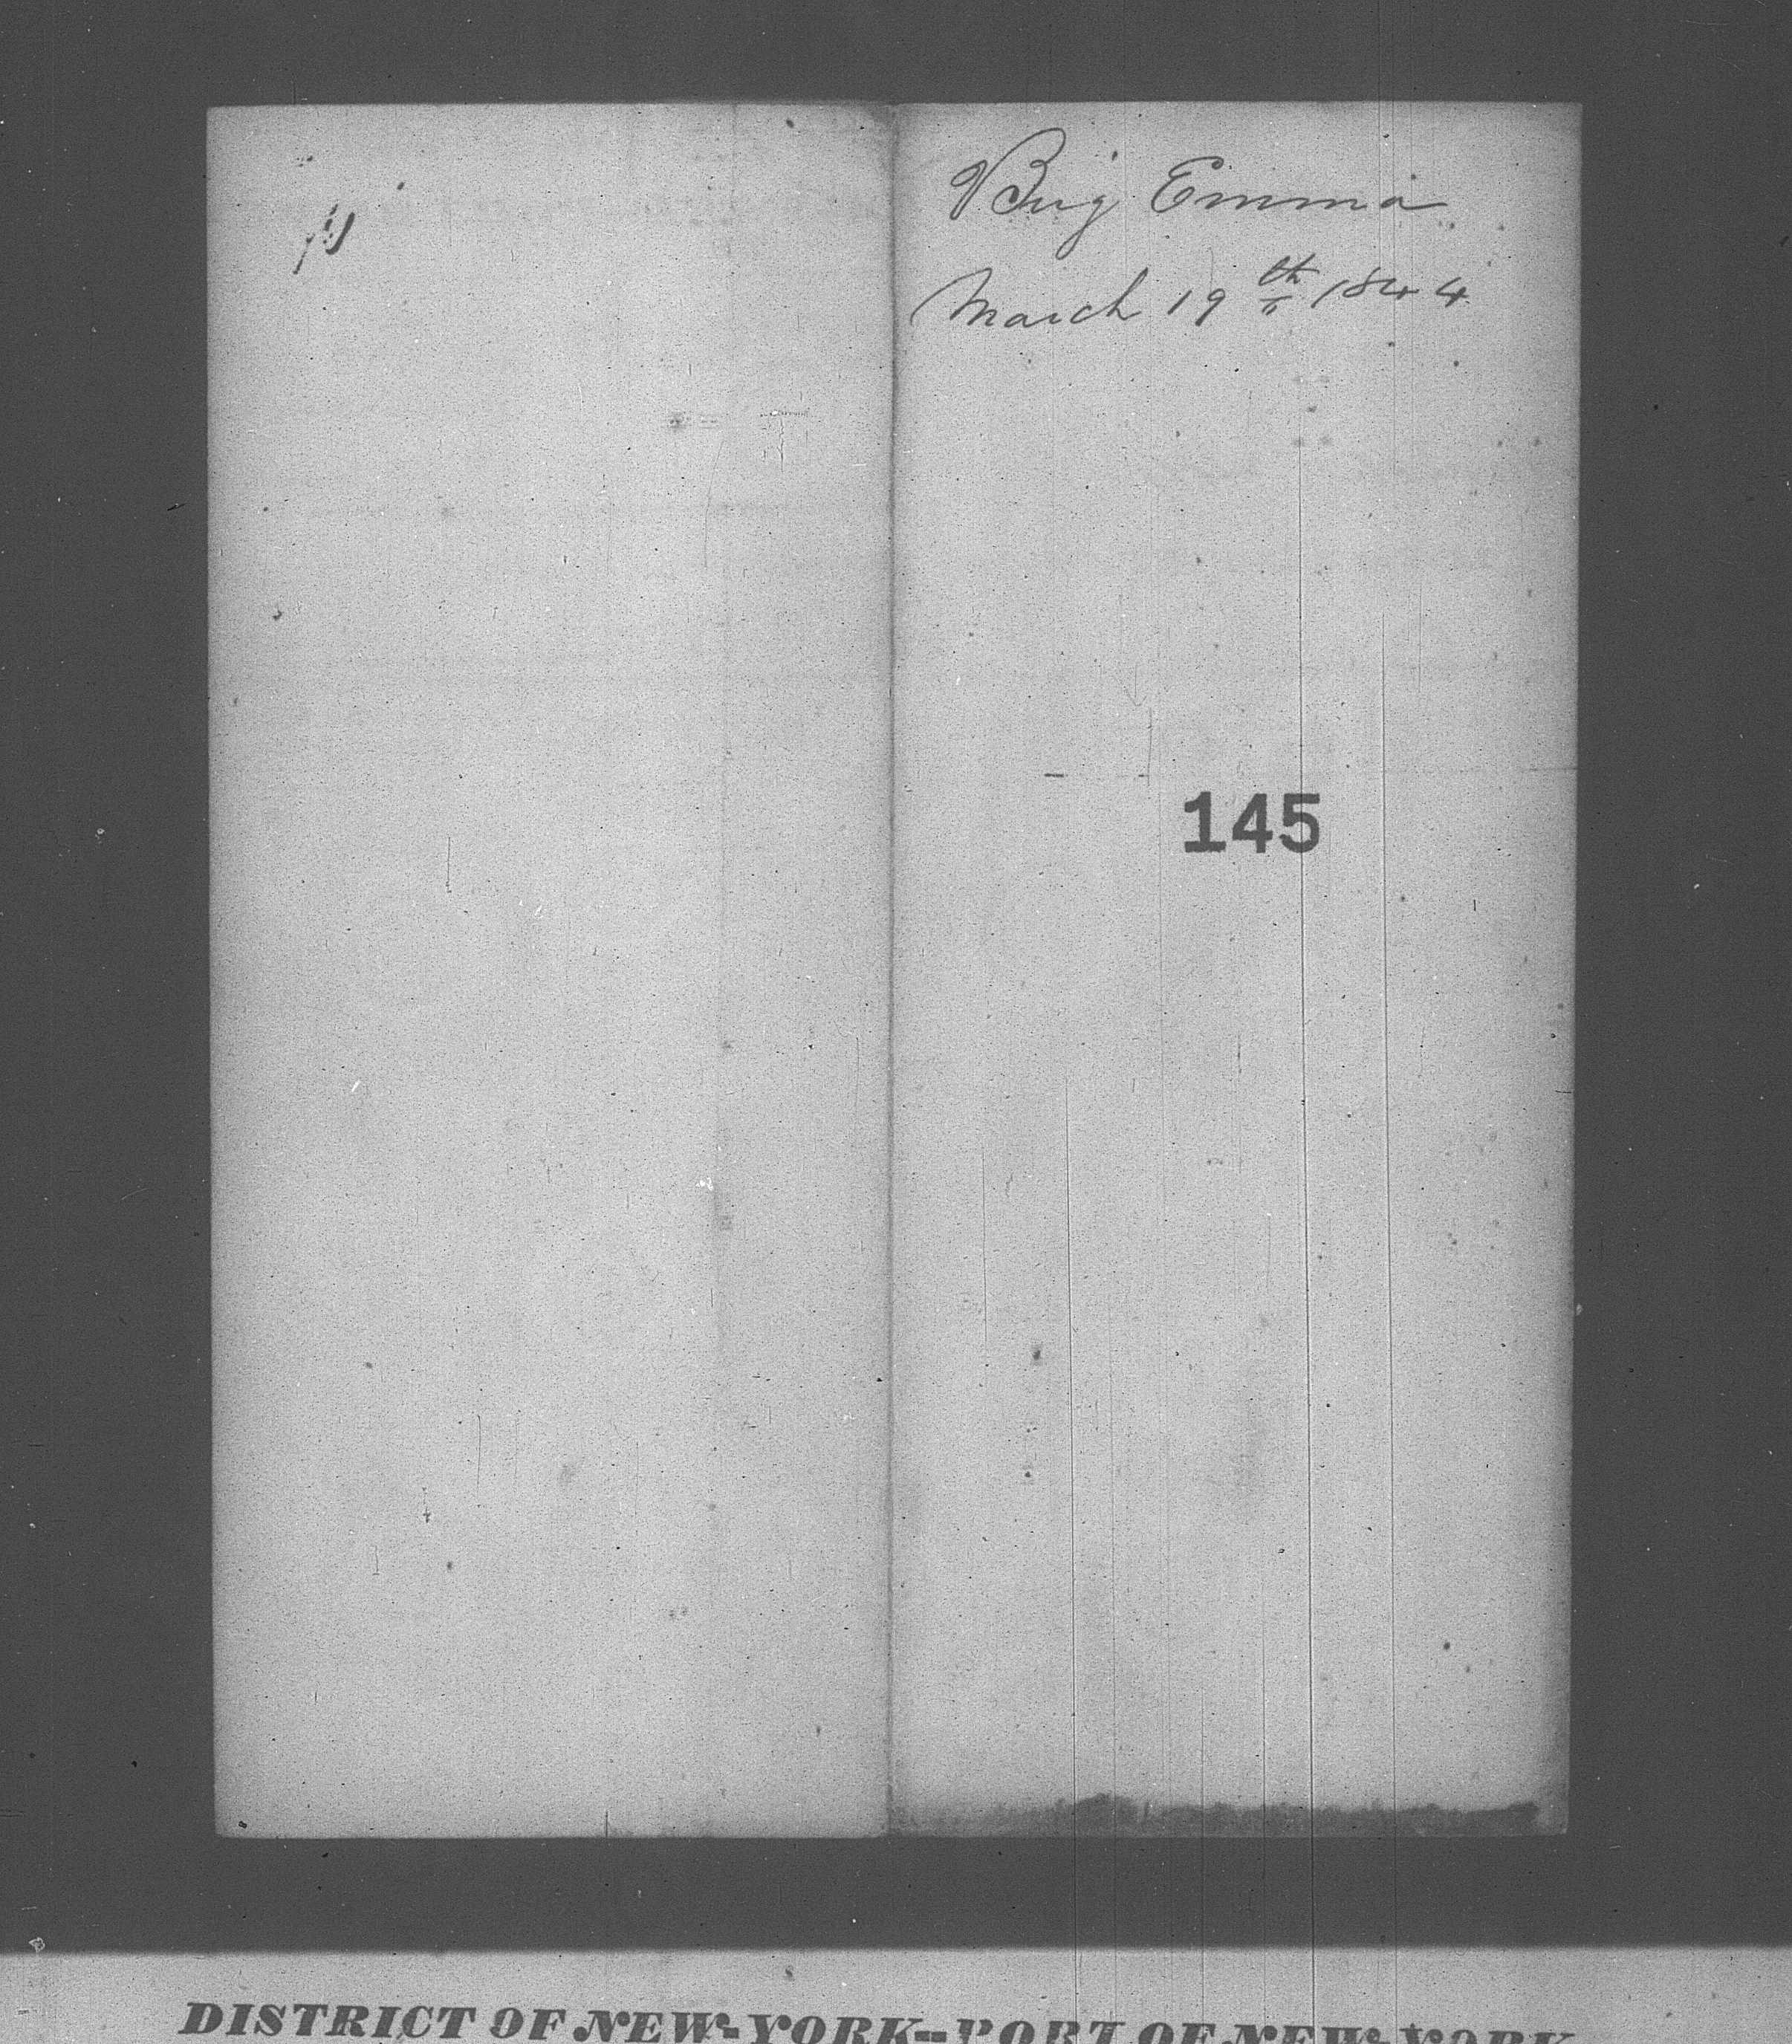 Brig Emma
March 19th 1844
145
DISTRICT OF NEW-YORK--PORT OF NEW-YORK